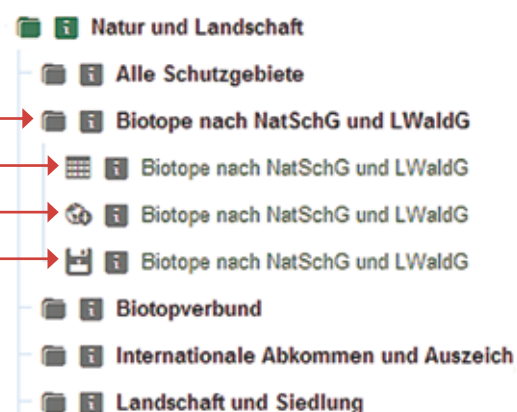 Natur und Landschaft
Alle Schutzgebiete
Biotope nach NatSchG und LWaldG
Biotope nach NatSchG und LWaldG
Biotope nach NatSchG und LWaldG
Biotope nach NatSchG und LWaldG
Biotopverbund
Internationale Abkommen und Auszeich
Landschaft und Siedlung